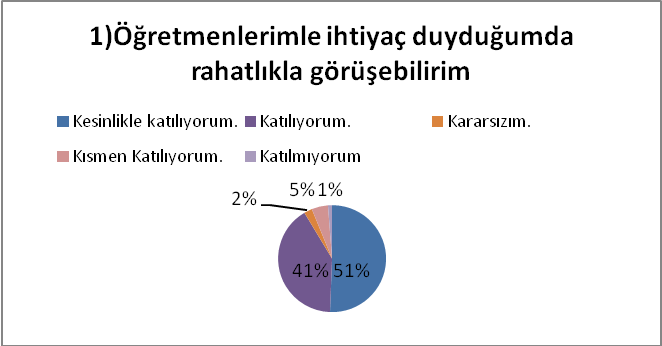 1)Öğretmenlerimle ihtiyaç duyduğumda
rahatlıkla görüşebilirim
Kesinlikle katılıyorum. Katılıyorum. Kararsızım.
Kısmen Katılıyorum. Katılmıyorum
5% 1%
2%
41% 51%